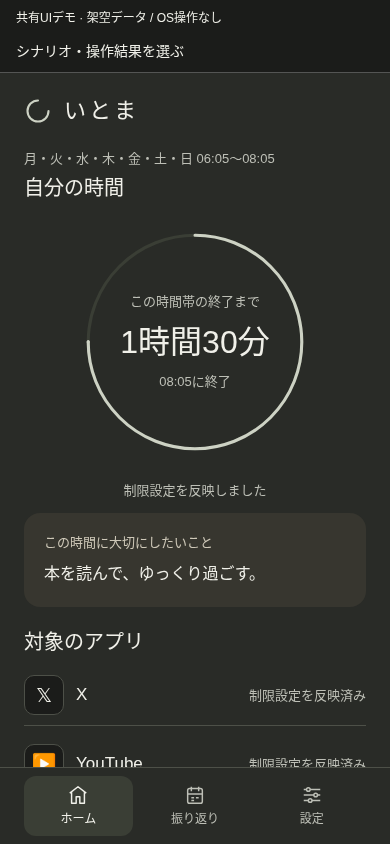 共有UIデモ · 架空データ / OS操作なし
シナリオ・操作結果を選ぶ
いとま
月・火・水・木・金・土・日 06:05〜08:05
自分の時間
この時間帯の終了まで
1時間30分
08:05に終了
制限設定を反映しました
この時間に大切にしたいこと
本を読んで、ゆっくり過ごす。
対象のアプリ
𝕏 X 制限設定を反映済み
YouTube 制限設定を反映済み
ホーム 振り返り 設定